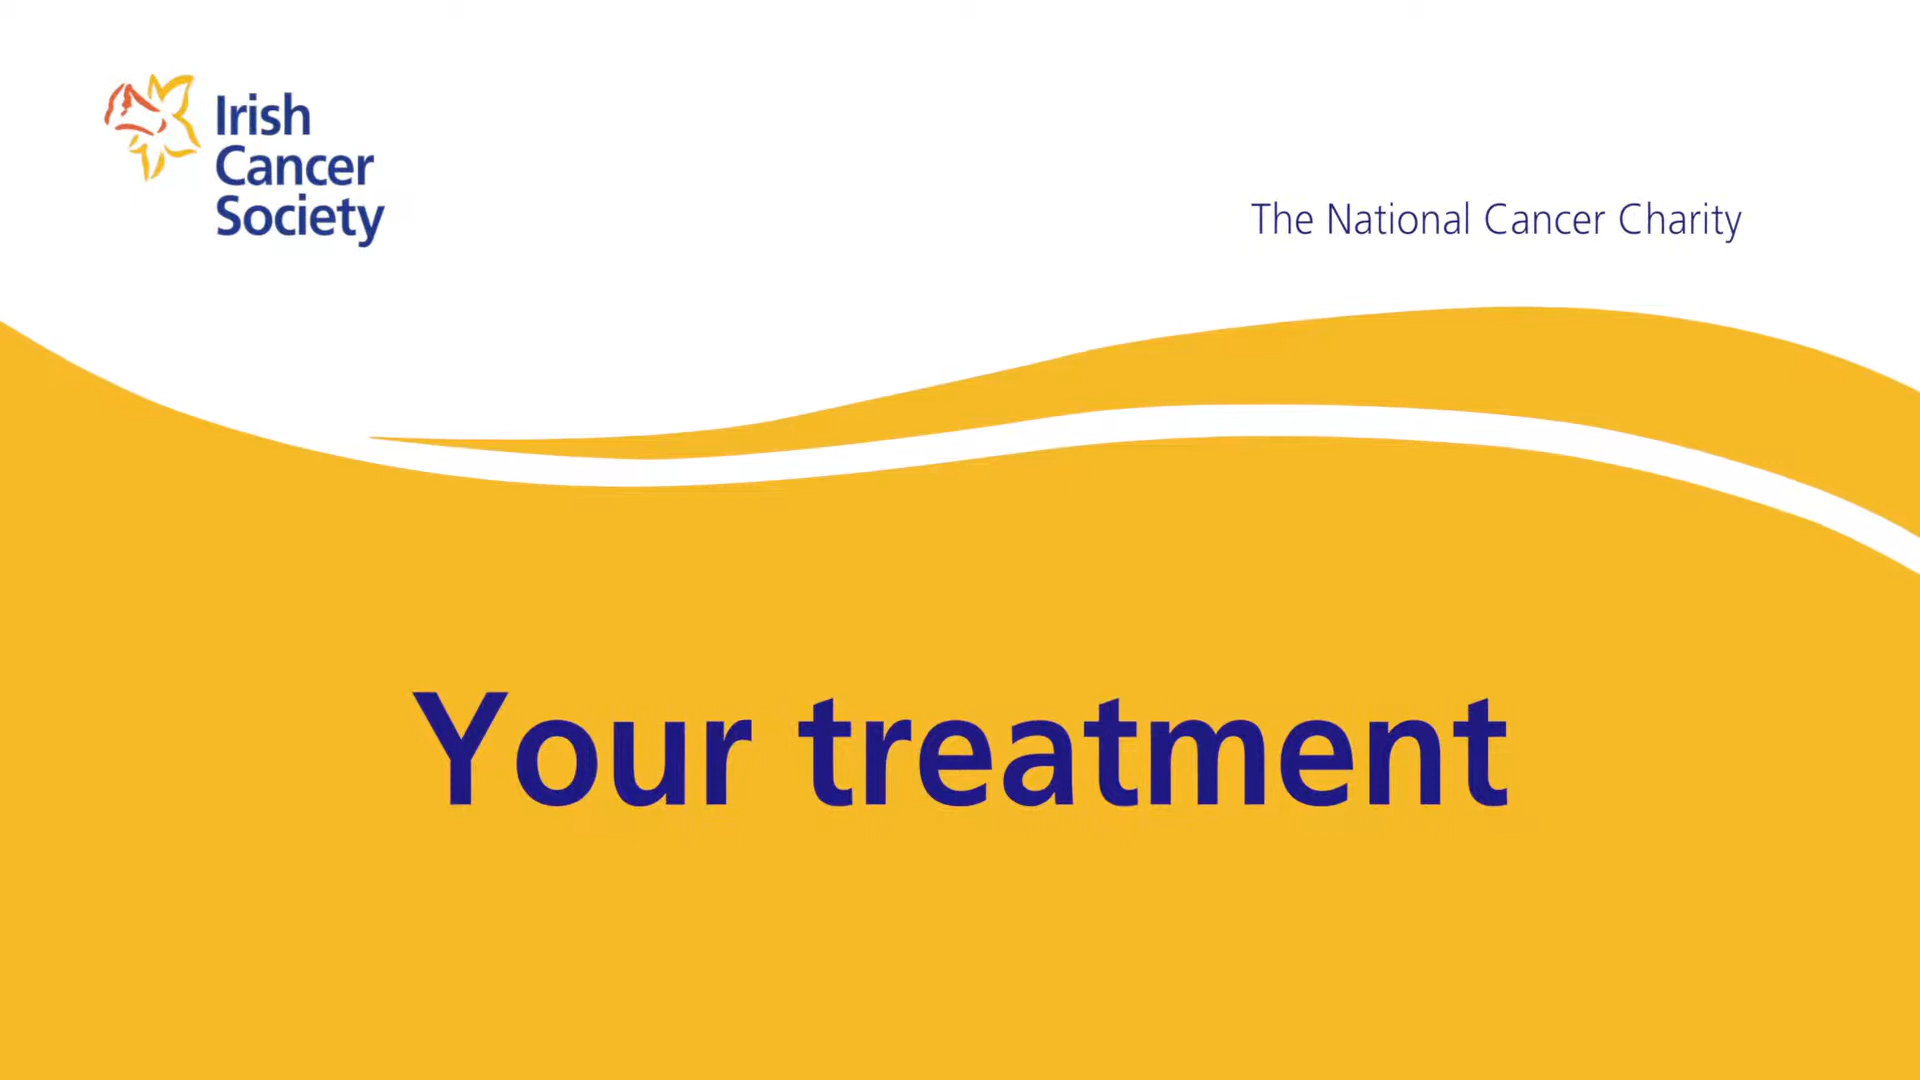 Irish
Cancer
Society
The National Cancer Charity
Your treatment